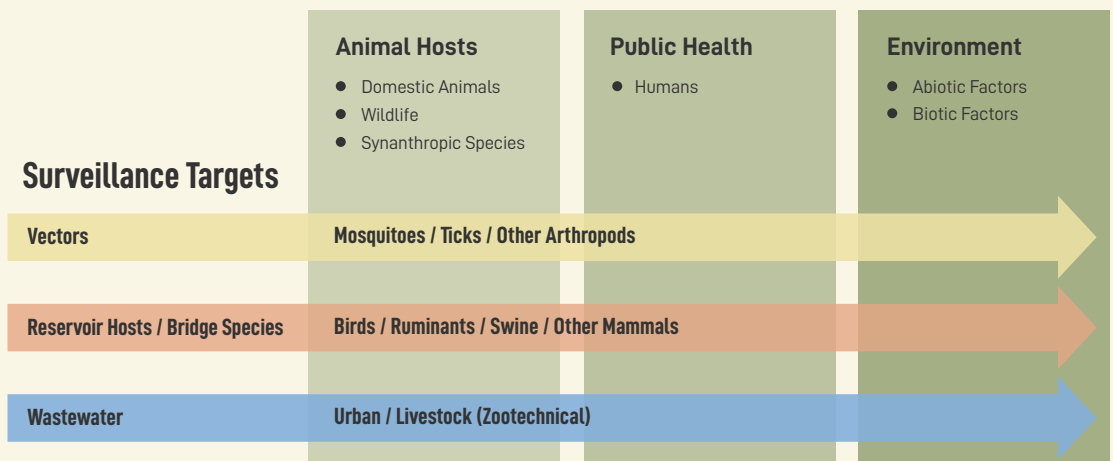 Animal Hosts
Domestic Animals
Wildlife
Synanthropic Species
Public Health
Humans
Environment
Abiotic Factors
Biotic Factors
Surveillance Targets
Vectors
Mosquitoes / Ticks / Other Arthropods
Reservoir Hosts / Bridge Species
Birds / Ruminants / Swine / Other Mammals
Wastewater
Urban / Livestock (Zootechnical)